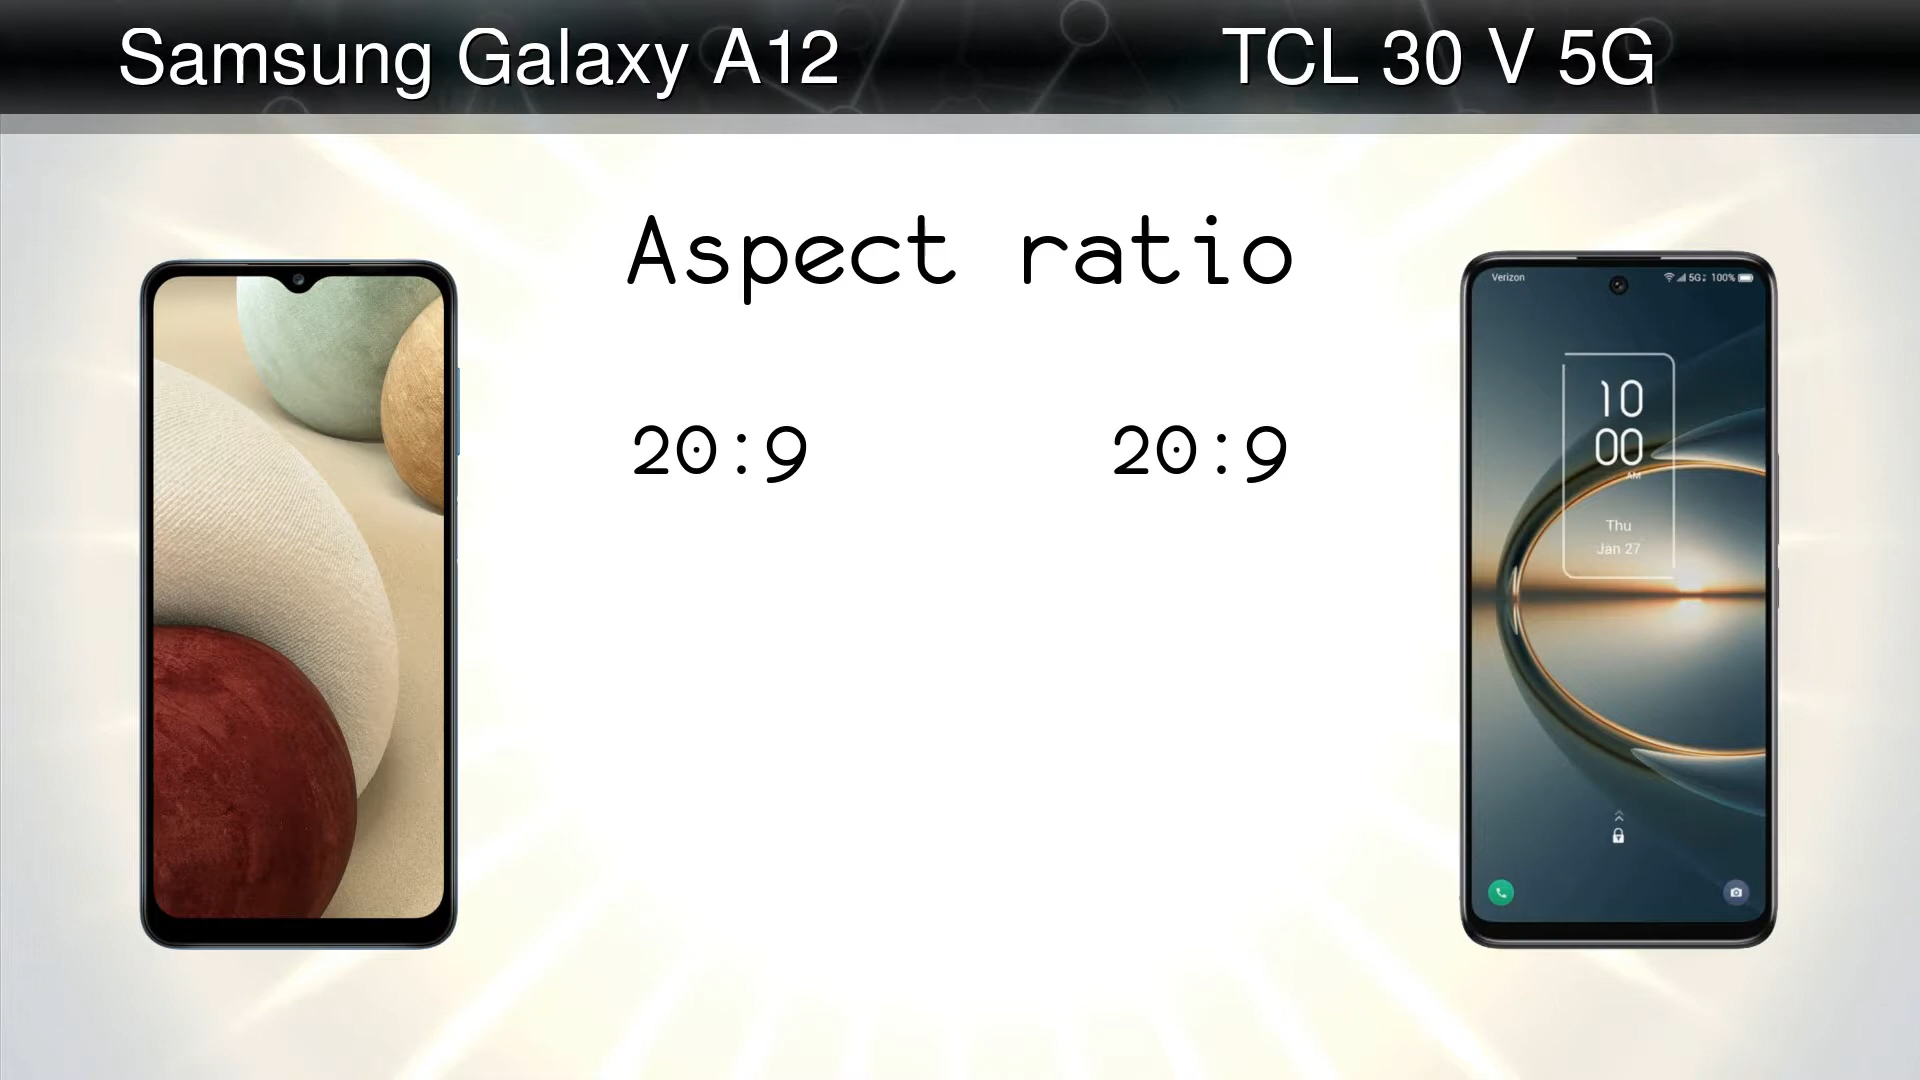 Samsung Galaxy A12 TCL 30 V 5G
Aspect ratio
20:9 20:9
Verizon 5G 100%
10
00
AM
Thu
Jan 27